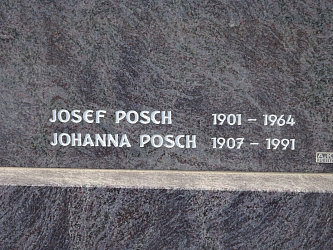 JOSEF POSCH 1901 – 1964
JOHANNA POSCH 1907 – 1991